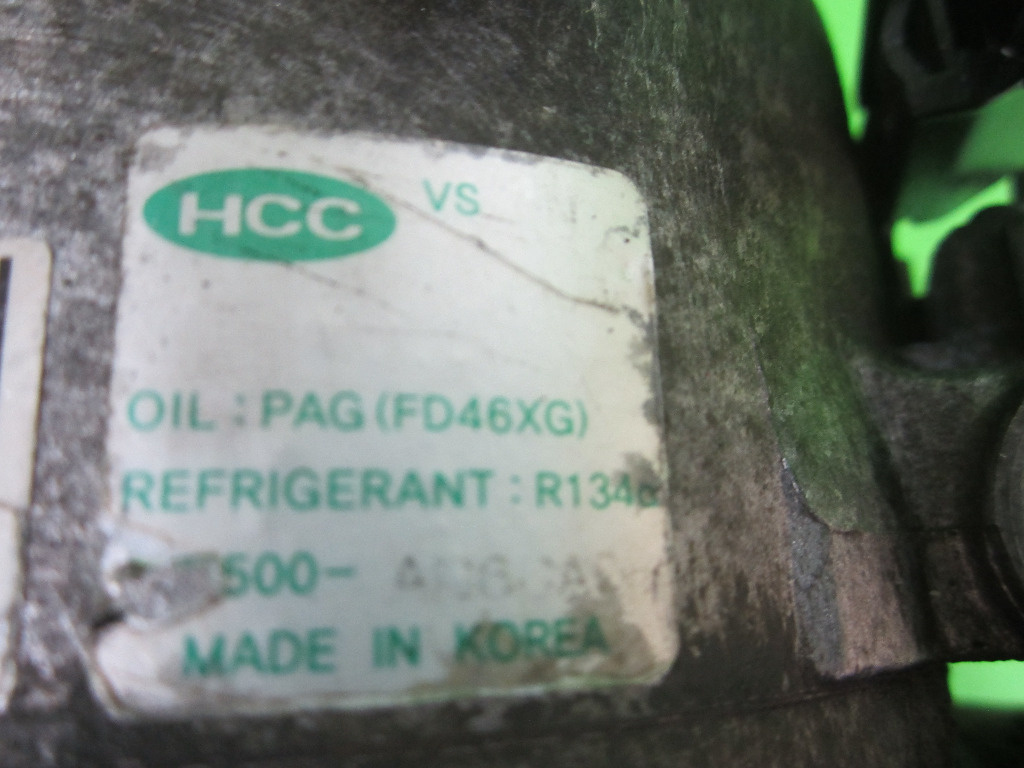 HCC VS
OIL : PAG (FD46XG)
REFRIGERANT : R134a
500-
MADE IN KOREA